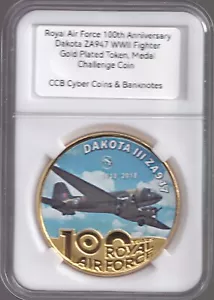 Royal Air Force 100th Anniversary
Dakota ZA947 WWII Fighter
Gold Plated Token, Medal
Challenge Coin
CCB Cyber Coins & Banknotes
DAKOTA III ZA947
2018
100
ROYAL
AIR FORCE